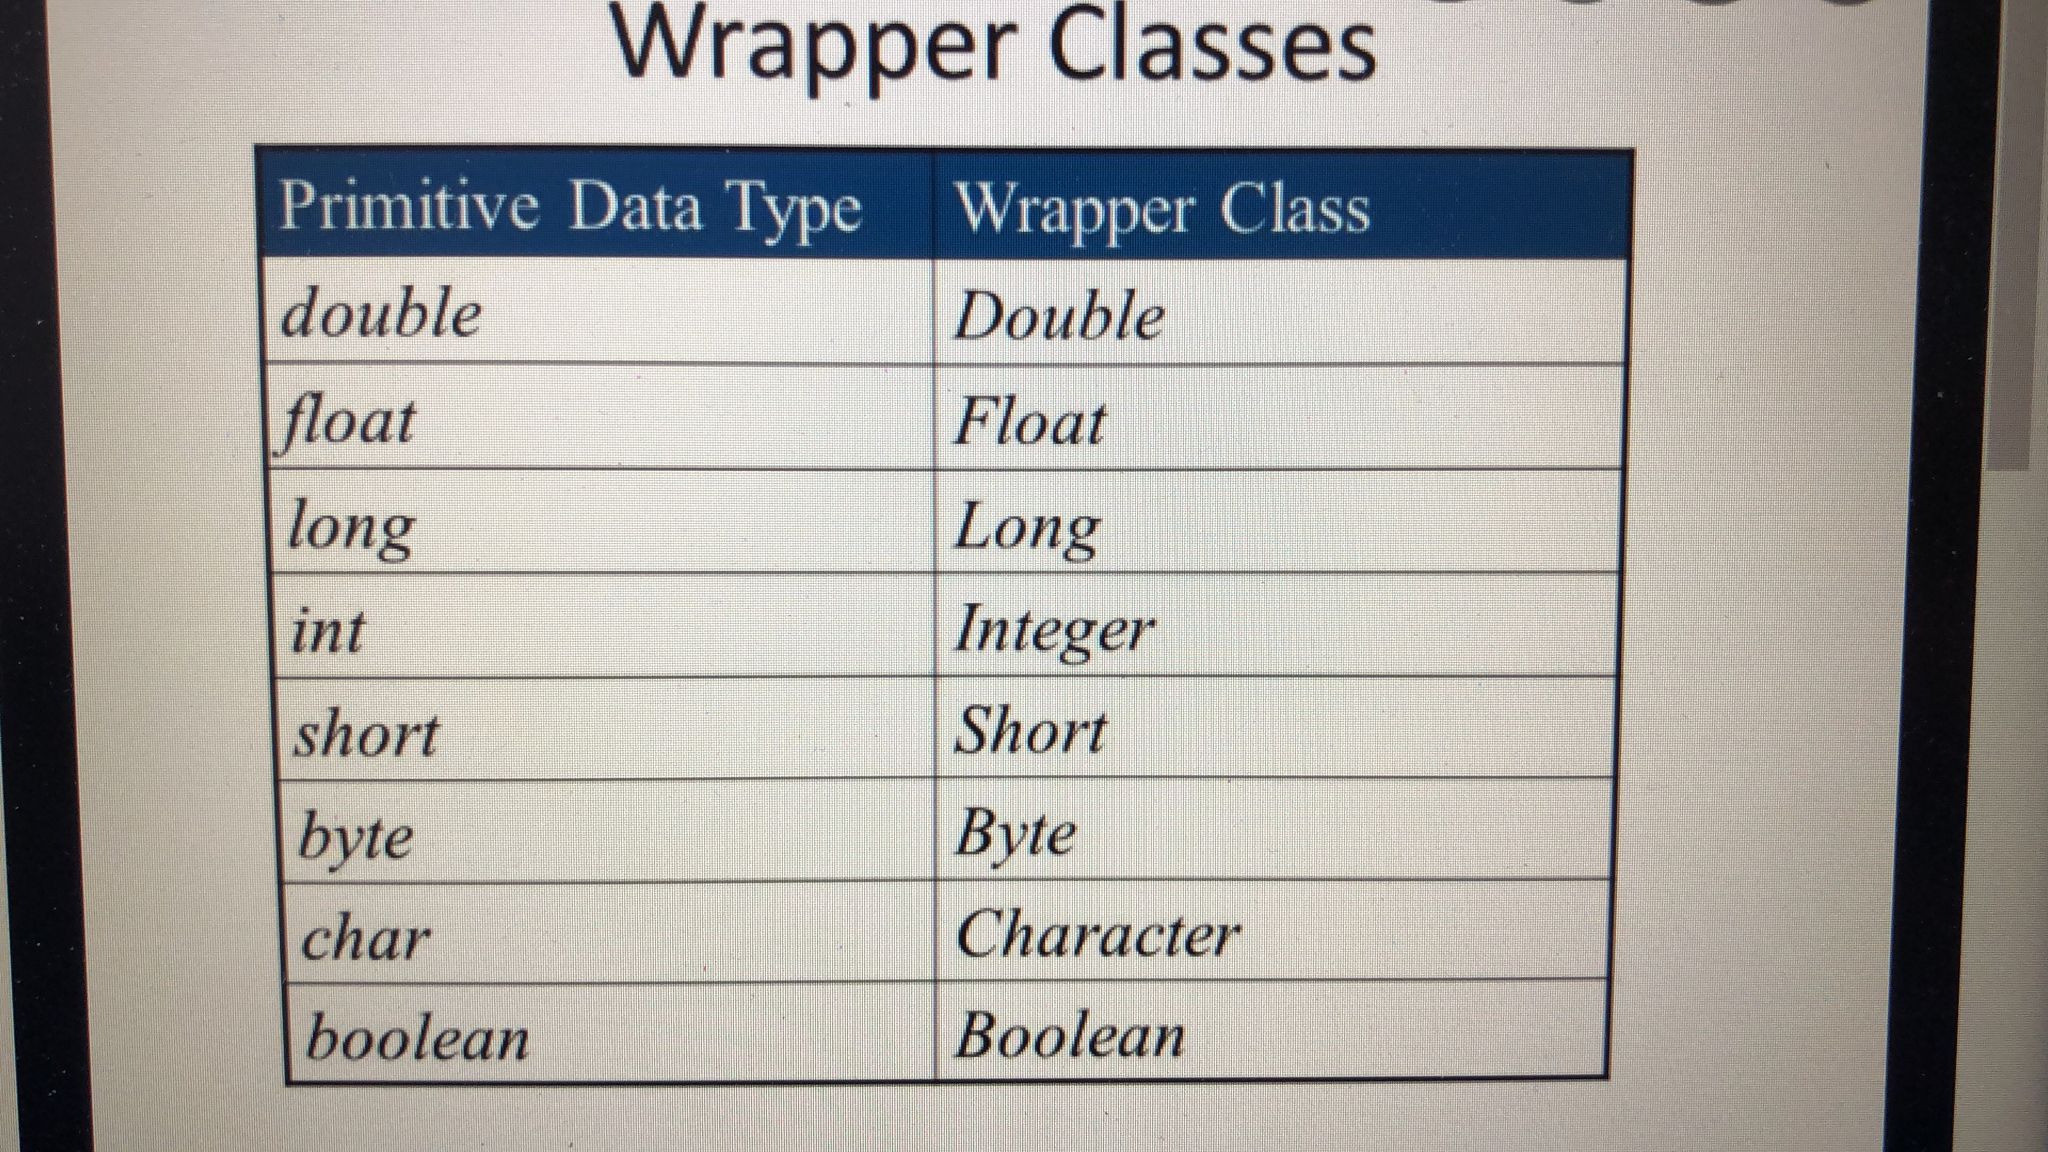 Wrapper Classes
Primitive Data Type Wrapper Class
double Double
float Float
long Long
int Integer
short Short
byte Byte
char Character
boolean Boolean